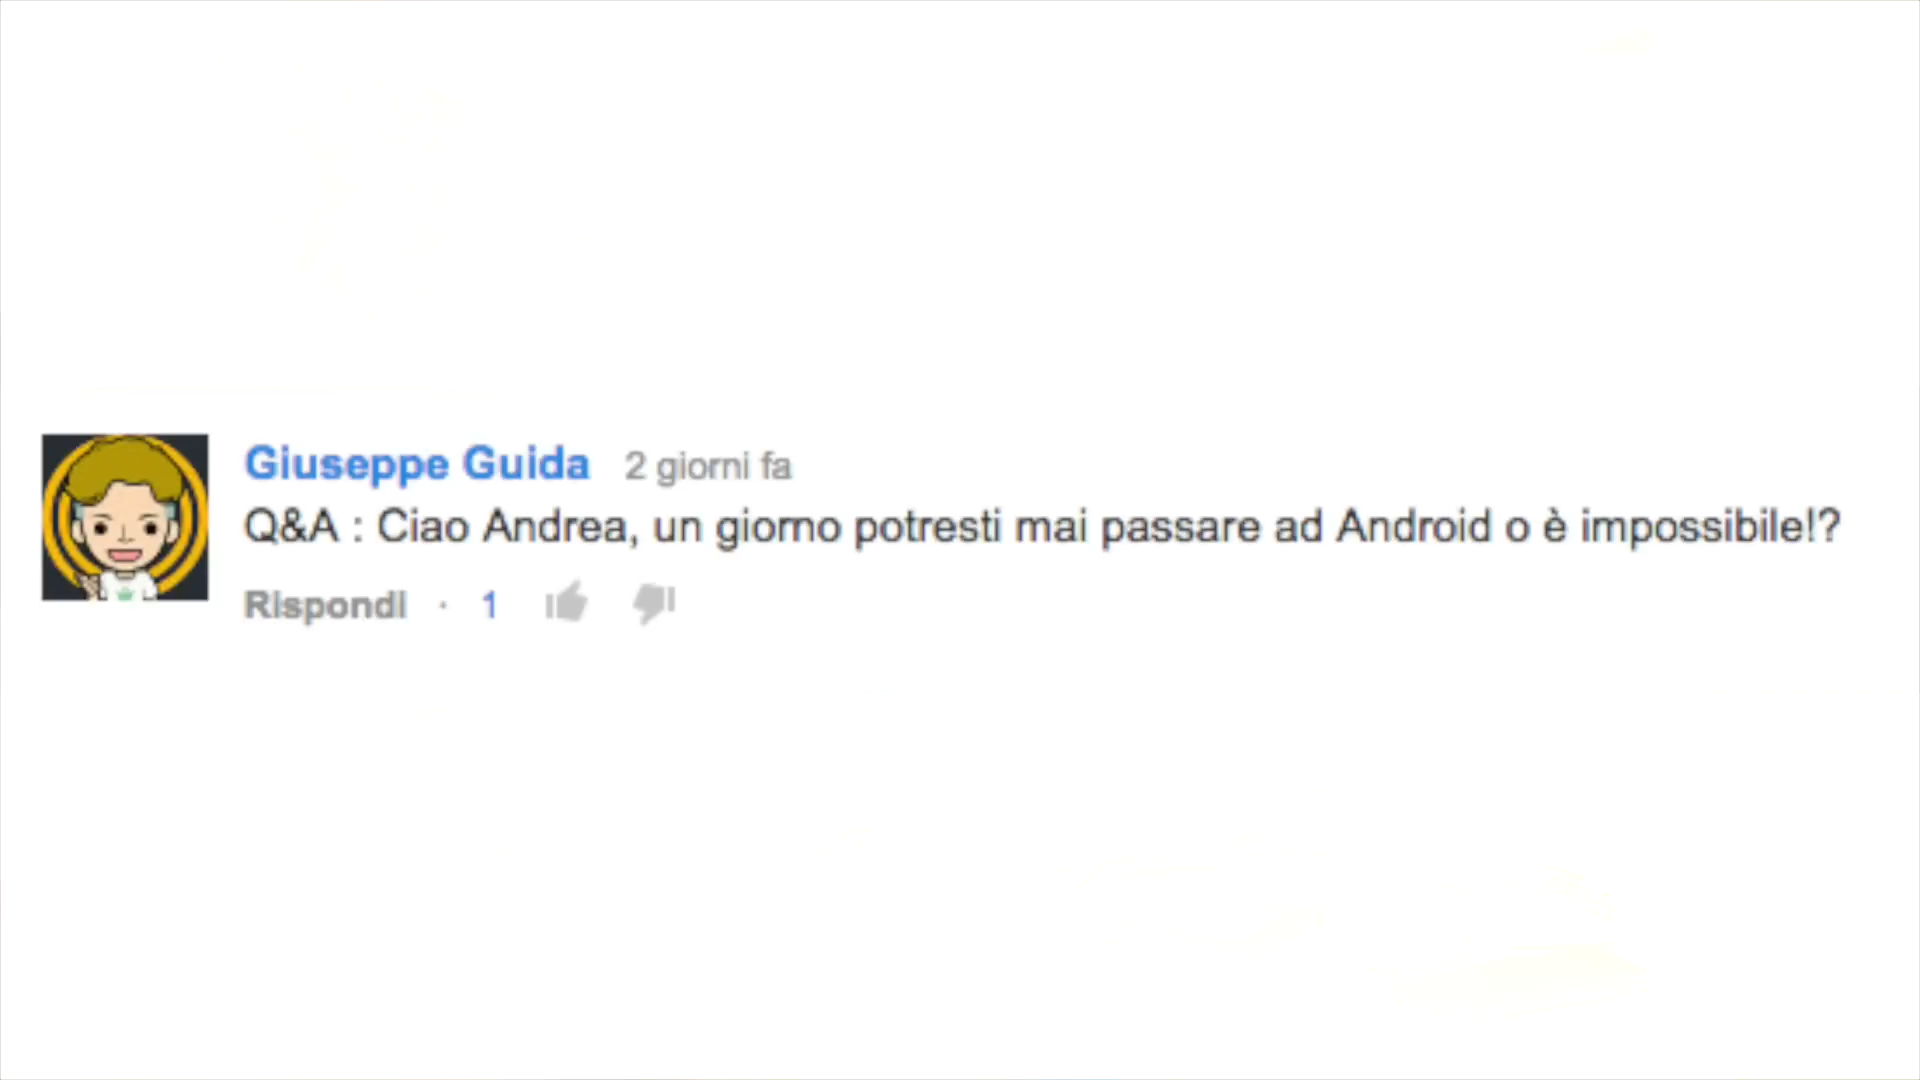 Giuseppe Guida 2 giorni fa
Q&A : Ciao Andrea, un giorno potresti mai passare ad Android o è impossibile!?
Rispondi · 1